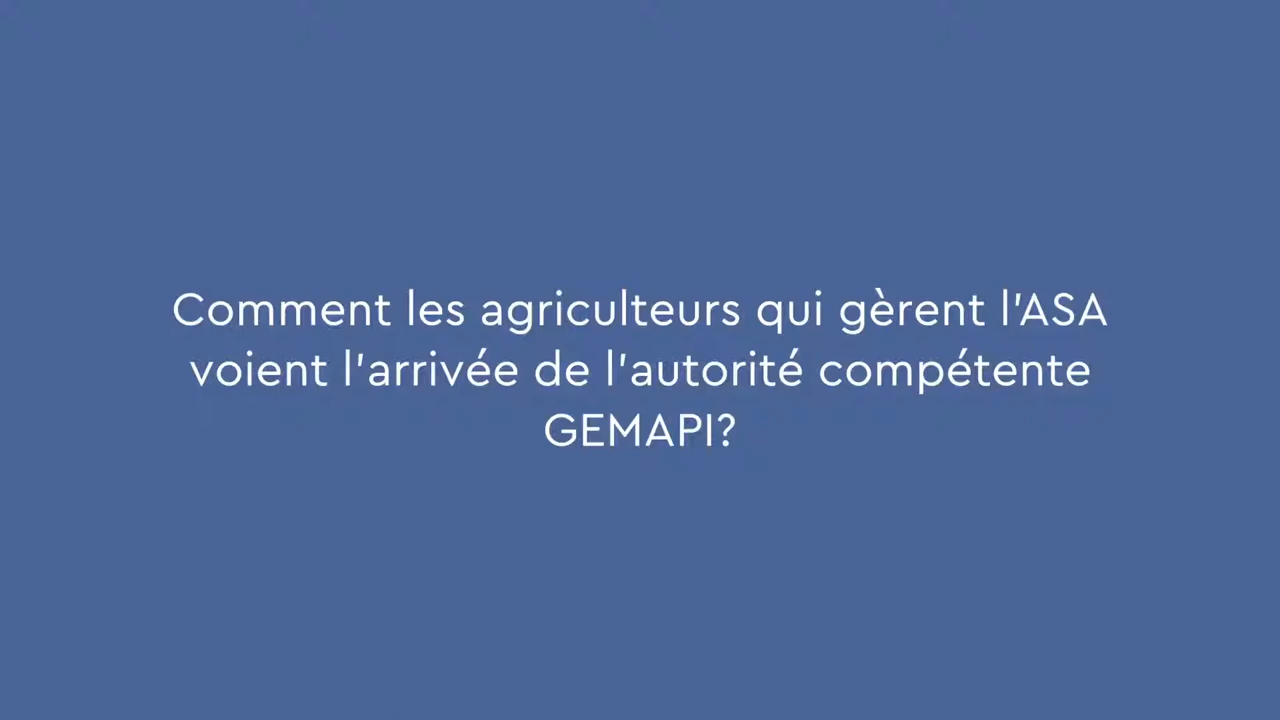 Comment les agriculteurs qui gèrent l'ASA
voient l'arrivée de l'autorité compétente
GEMAPI?